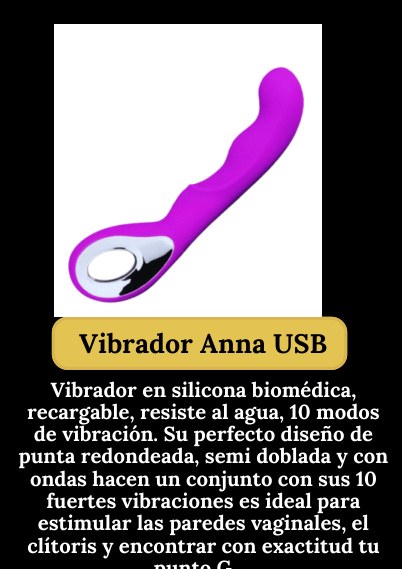 Vibrador Anna USB
Vibrador en silicona biomédica,
recargable, resiste al agua, 10 modos
de vibración. Su perfecto diseño de
punta redondeada, semi doblada y con
ondas hacen un conjunto con sus 10
fuertes vibraciones es ideal para
estimular las paredes vaginales, el
clítoris y encontrar con exactitud tu
punto G